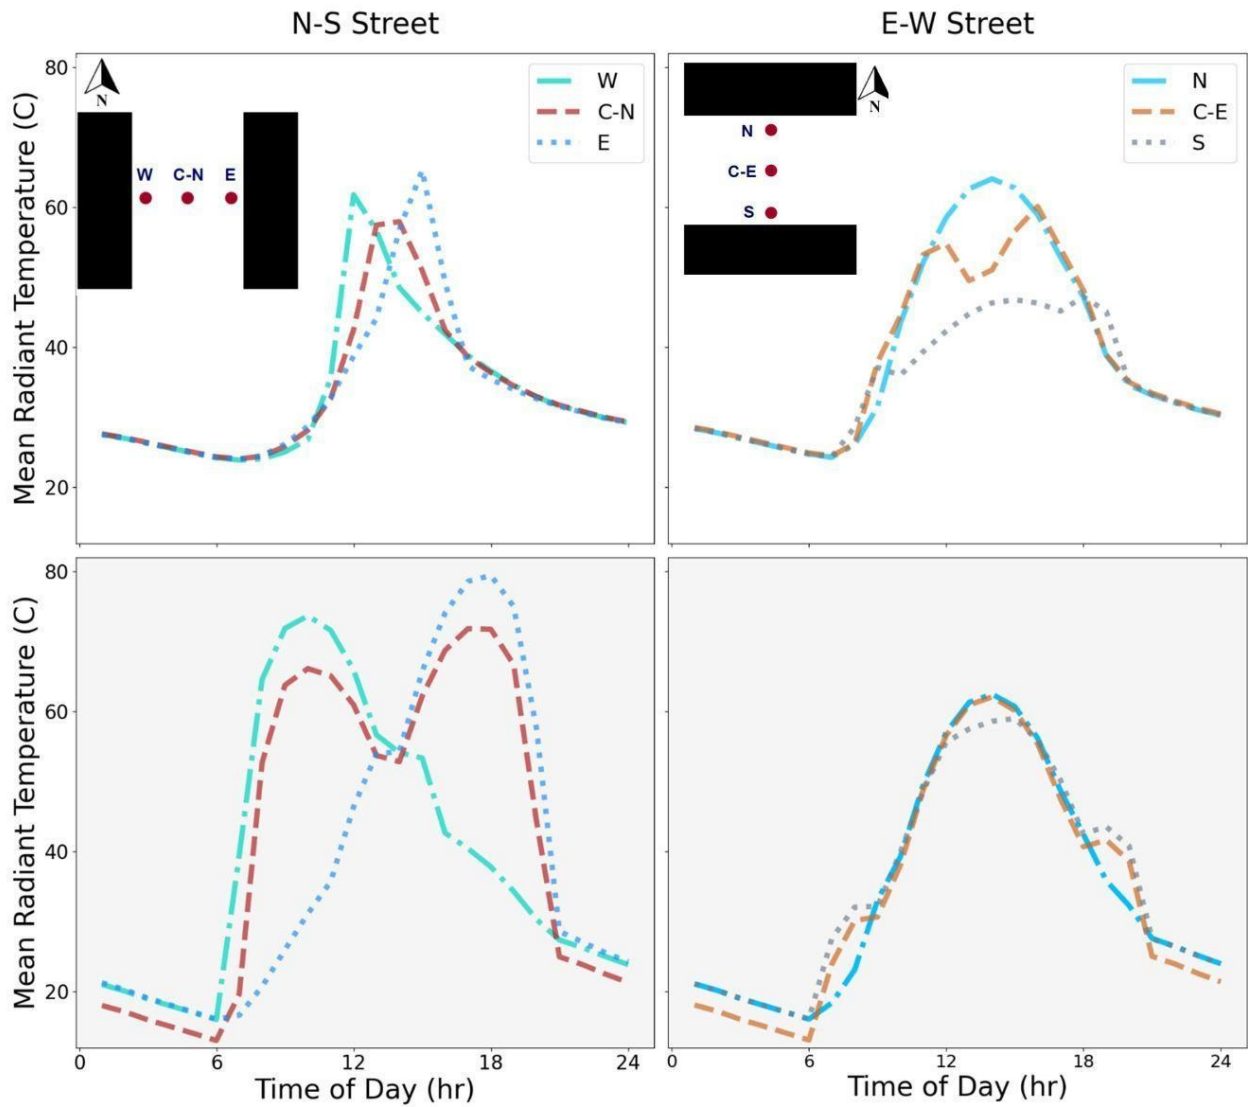 N-S Street
E-W Street
Mean Radiant Temperature (C)
80
60
40
20
N
W C-N E
W
C-N
E
N
N
C-E
S
N
C-E
S
Mean Radiant Temperature (C)
80
60
40
20
0 6 12 18 24
Time of Day (hr)
0 6 12 18 24
Time of Day (hr)